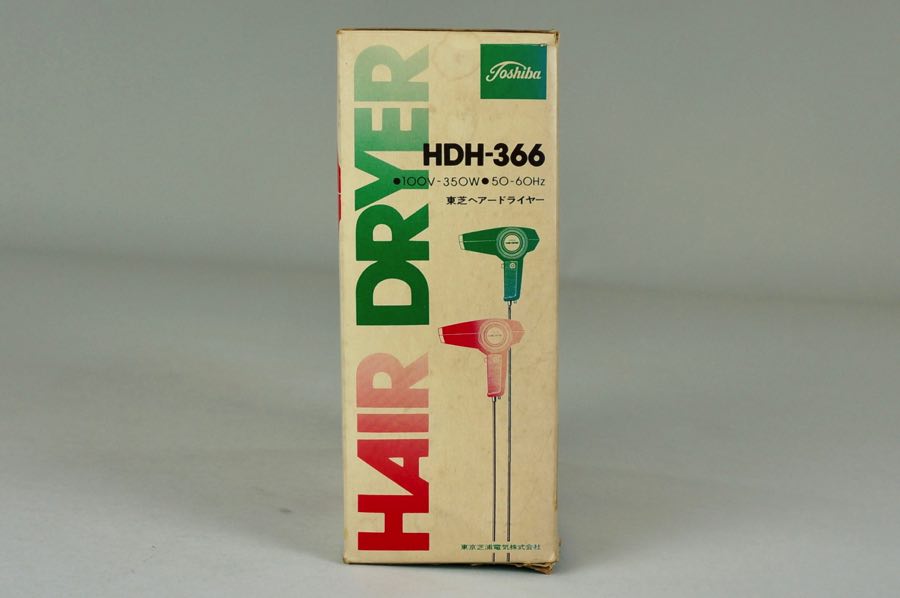 Toshiba
HAIR DRYER
HDH-366
●100V-350W●50-60Hz
東芝ヘアードライヤー
東京芝浦電気株式会社